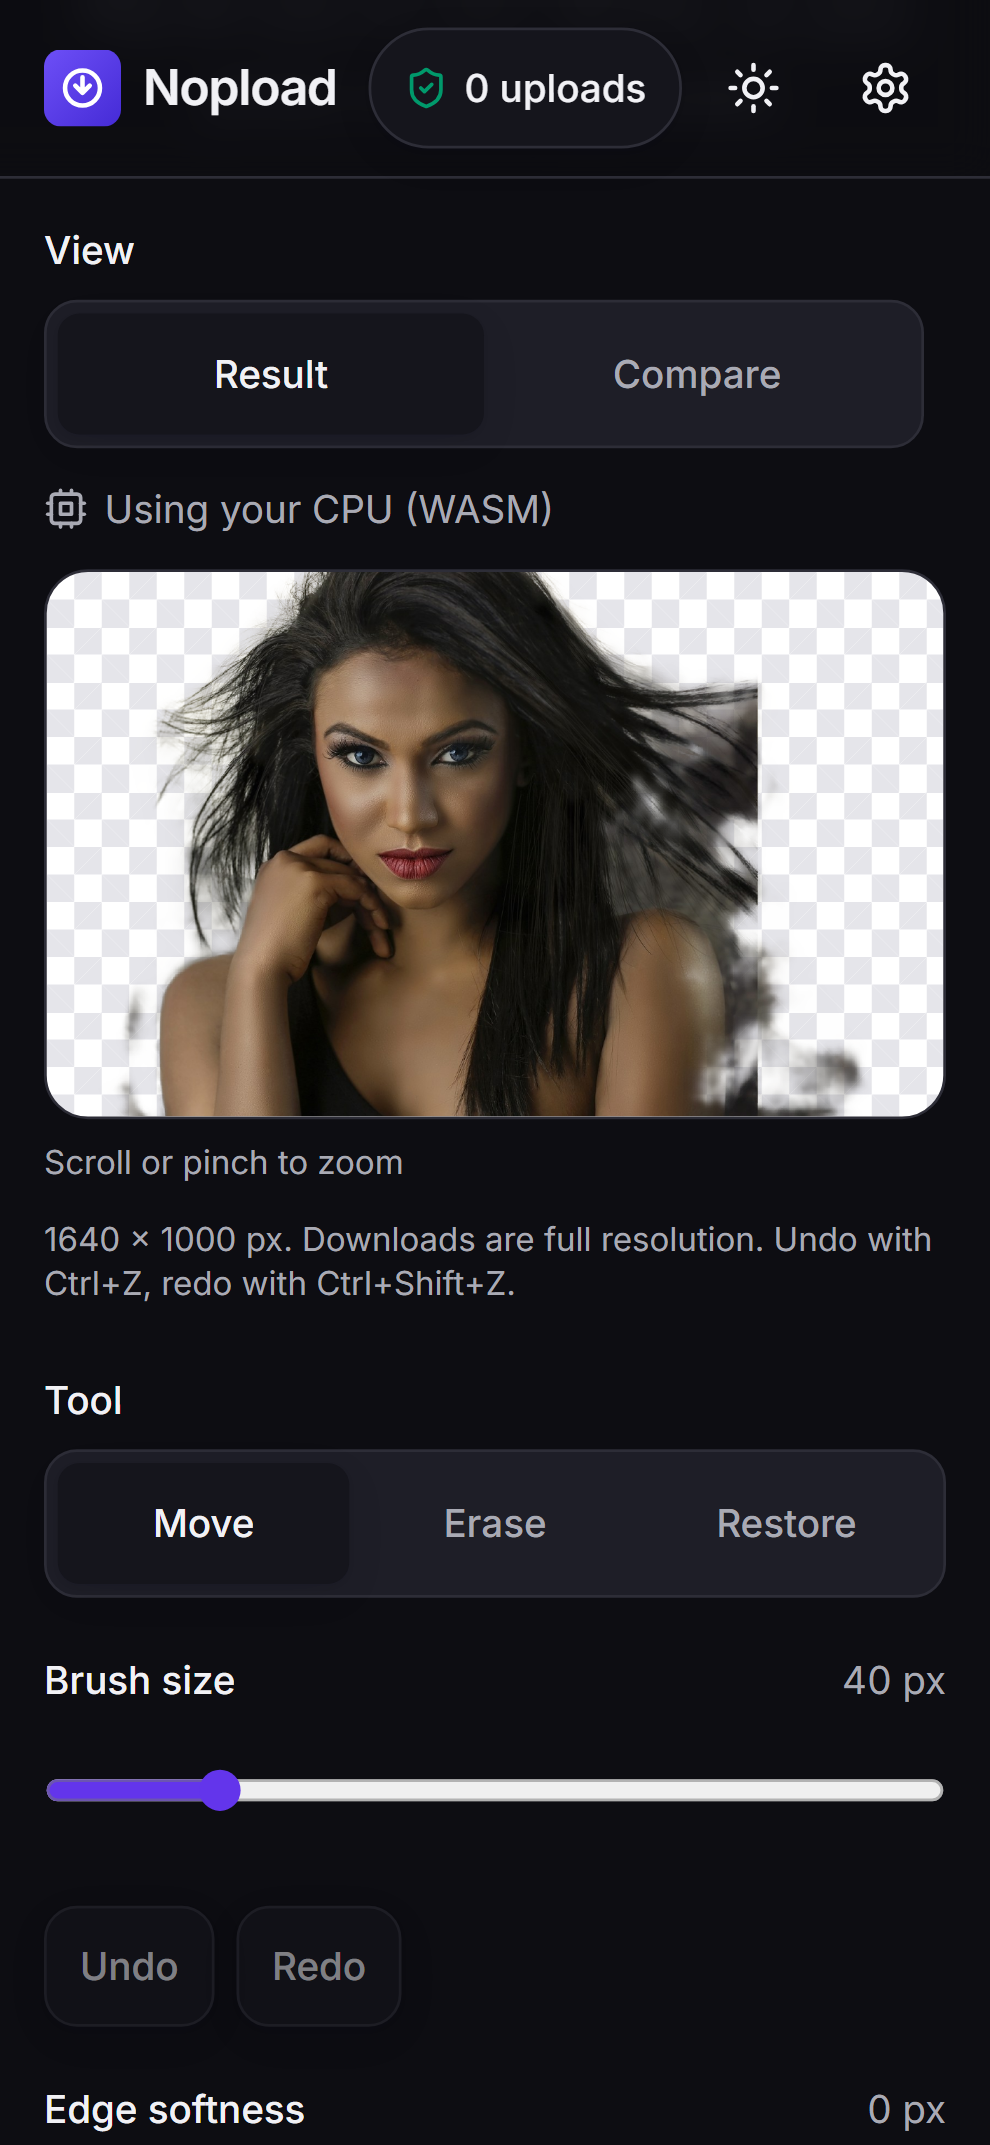 Nopload
0 uploads
View
Result
Compare
Using your CPU (WASM)
Scroll or pinch to zoom
1640 × 1000 px. Downloads are full resolution. Undo with
Ctrl+Z, redo with Ctrl+Shift+Z.
Tool
Move
Erase
Restore
Brush size
40 px
Undo
Redo
Edge softness
0 px